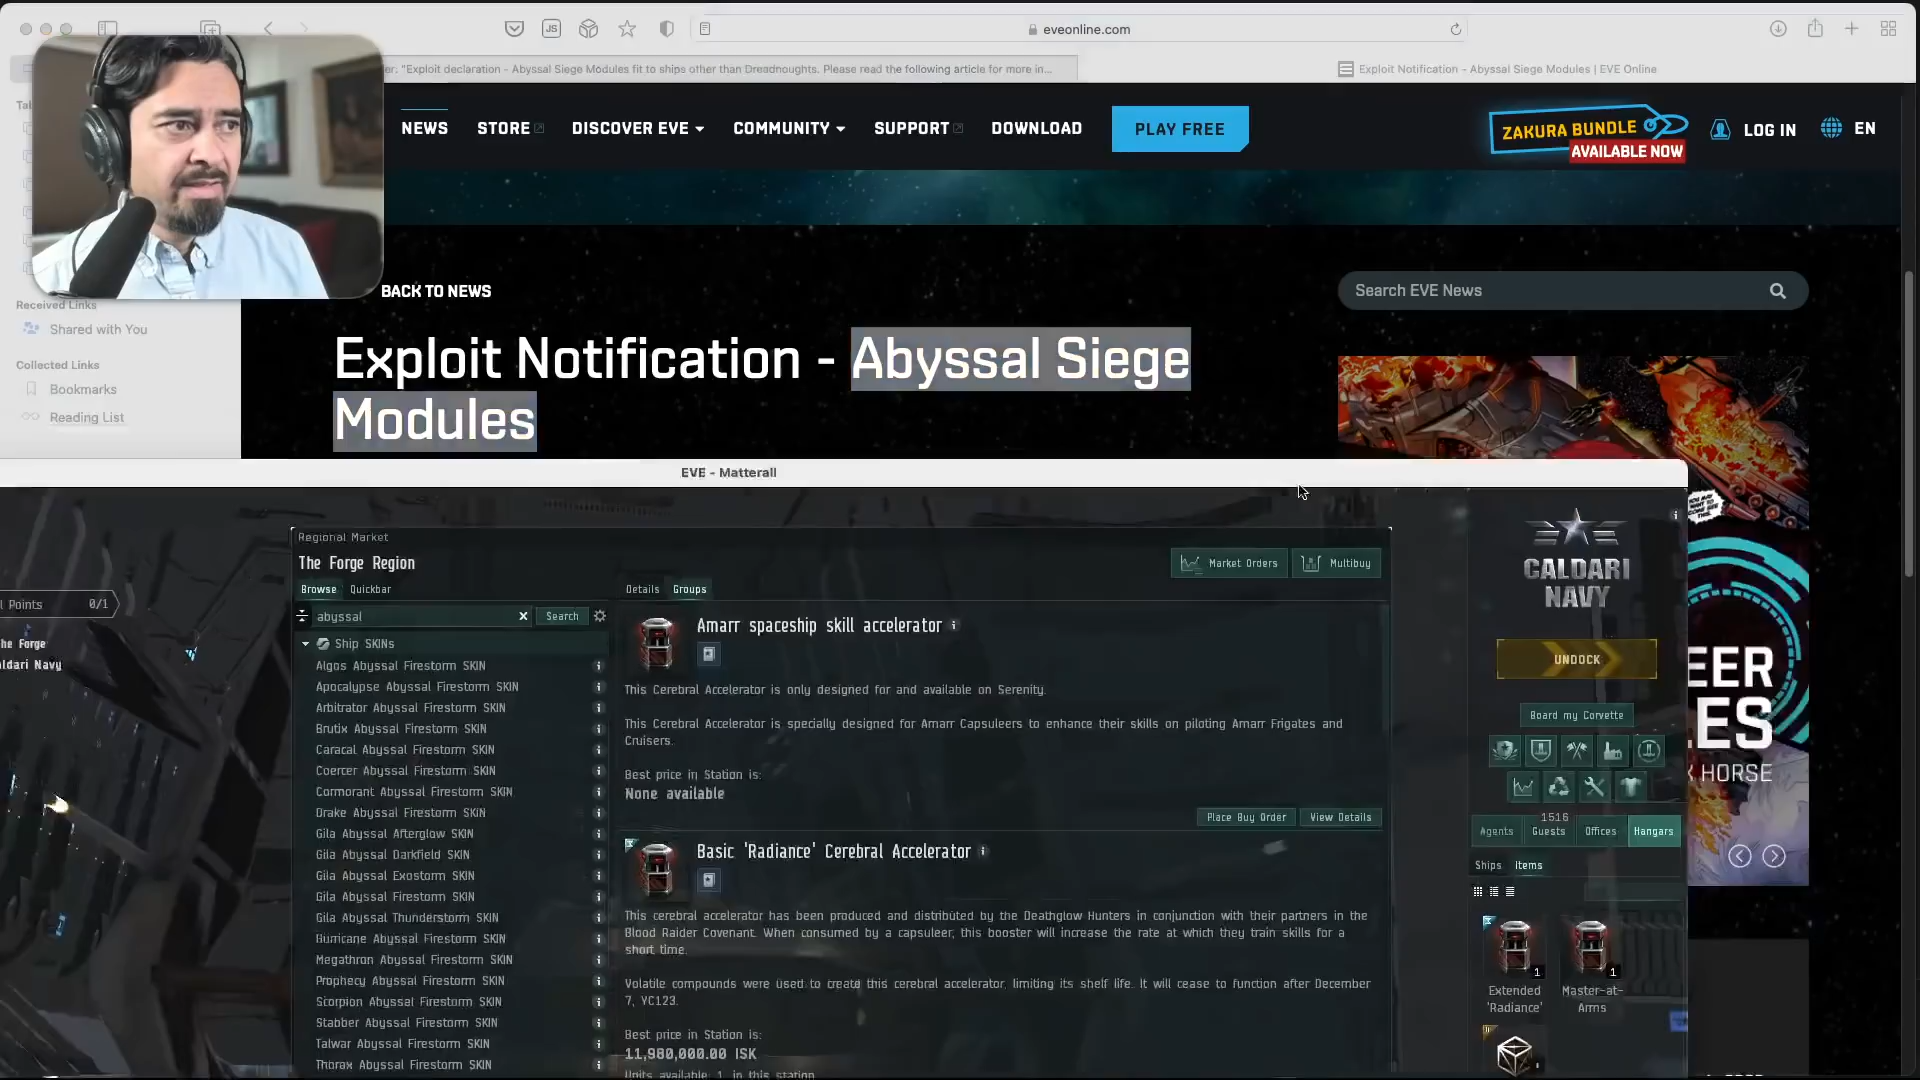 eveonline.com
er: "Exploit declaration - Abyssal Siege Modules fit to ships other than Dreadnoughts. Please read the following article for more in...
Exploit Notification - Abyssal Siege Modules | EVE Online
NEWS
STORE
DISCOVER EVE
COMMUNITY
SUPPORT
DOWNLOAD
PLAY FREE
ZAKURA BUNDLE
AVAILABLE NOW
LOG IN
EN
Received Links
Shared with You
Collected Links
Bookmarks
Reading List
BACK TO NEWS
Search EVE News
Exploit Notification - Abyssal Siege
Modules
EVE - Matterall
Regional Market
The Forge Region
Market Orders
Multibuy
Browse
Quickbar
Details
Groups
abyssal
Search
l Points
0/1
he Forge
ldari Navy
Ship SKINs
Algos Abyssal Firestorm SKIN
Apocalypse Abyssal Firestorm SKIN
Arbitrator Abyssal Firestorm SKIN
Brutix Abyssal Firestorm SKIN
Caracal Abyssal Firestorm SKIN
Coercer Abyssal Firestorm SKIN
Cormorant Abyssal Firestorm SKIN
Drake Abyssal Firestorm SKIN
Gila Abyssal Afterglow SKIN
Gila Abyssal Darkfield SKIN
Gila Abyssal Exostorm SKIN
Gila Abyssal Firestorm SKIN
Gila Abyssal Thunderstorm SKIN
Hurricane Abyssal Firestorm SKIN
Megathron Abyssal Firestorm SKIN
Prophecy Abyssal Firestorm SKIN
Scorpion Abyssal Firestorm SKIN
Stabber Abyssal Firestorm SKIN
Talwar Abyssal Firestorm SKIN
Thorax Abyssal Firestorm SKIN
Amarr spaceship skill accelerator
This Cerebral Accelerator is only designed for and available on Serenity.
This Cerebral Accelerator is specially designed for Amarr Capsuleers to enhance their skills on piloting Amarr Frigates and
Cruisers.
Best price in Station is:
None available
Place Buy Order
View Details
Basic 'Radiance' Cerebral Accelerator
This cerebral accelerator has been produced and distributed by the Deathglow Hunters in conjunction with their partners in the
Blood Raider Covenant. When consumed by a capsuleer, this booster will increase the rate at which they train skills for a
short time.
Volatile compounds were used to create this cerebral accelerator, limiting its shelf life. It will cease to function after December
7, YC123.
Best price in Station is:
11,980,000.00 ISK
Units available: 1 in this station
CALDARI
NAVY
UNDOCK
Board my Corvette
1516
Agents
Guests
Offices
Hangars
Ships
Items
1
1
Extended
'Radiance'
Master-at-
Arms
EER
LES
HORSE